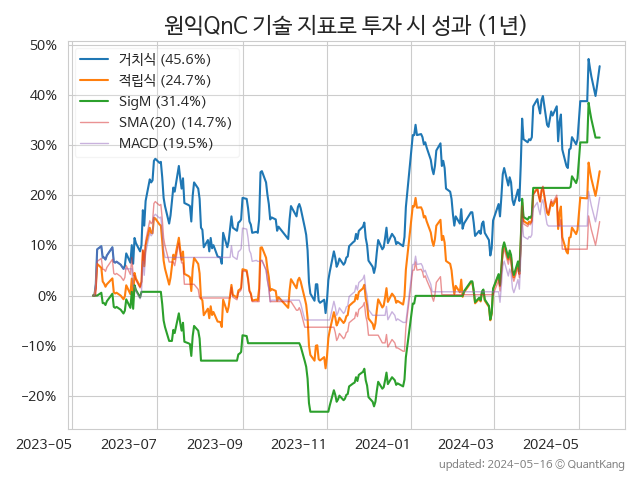 원익QnC 기술 지표로 투자 시 성과 (1년)
거치식 (45.6%)
적립식 (24.7%)
SigM (31.4%)
SMA(20) (14.7%)
MACD (19.5%)
50%
40%
30%
20%
10%
0%
−10%
−20%
2023-05
2023-07
2023-09
2023-11
2024-01
2024-03
2024-05
updated: 2024-05-16 ⓒ QuantKang